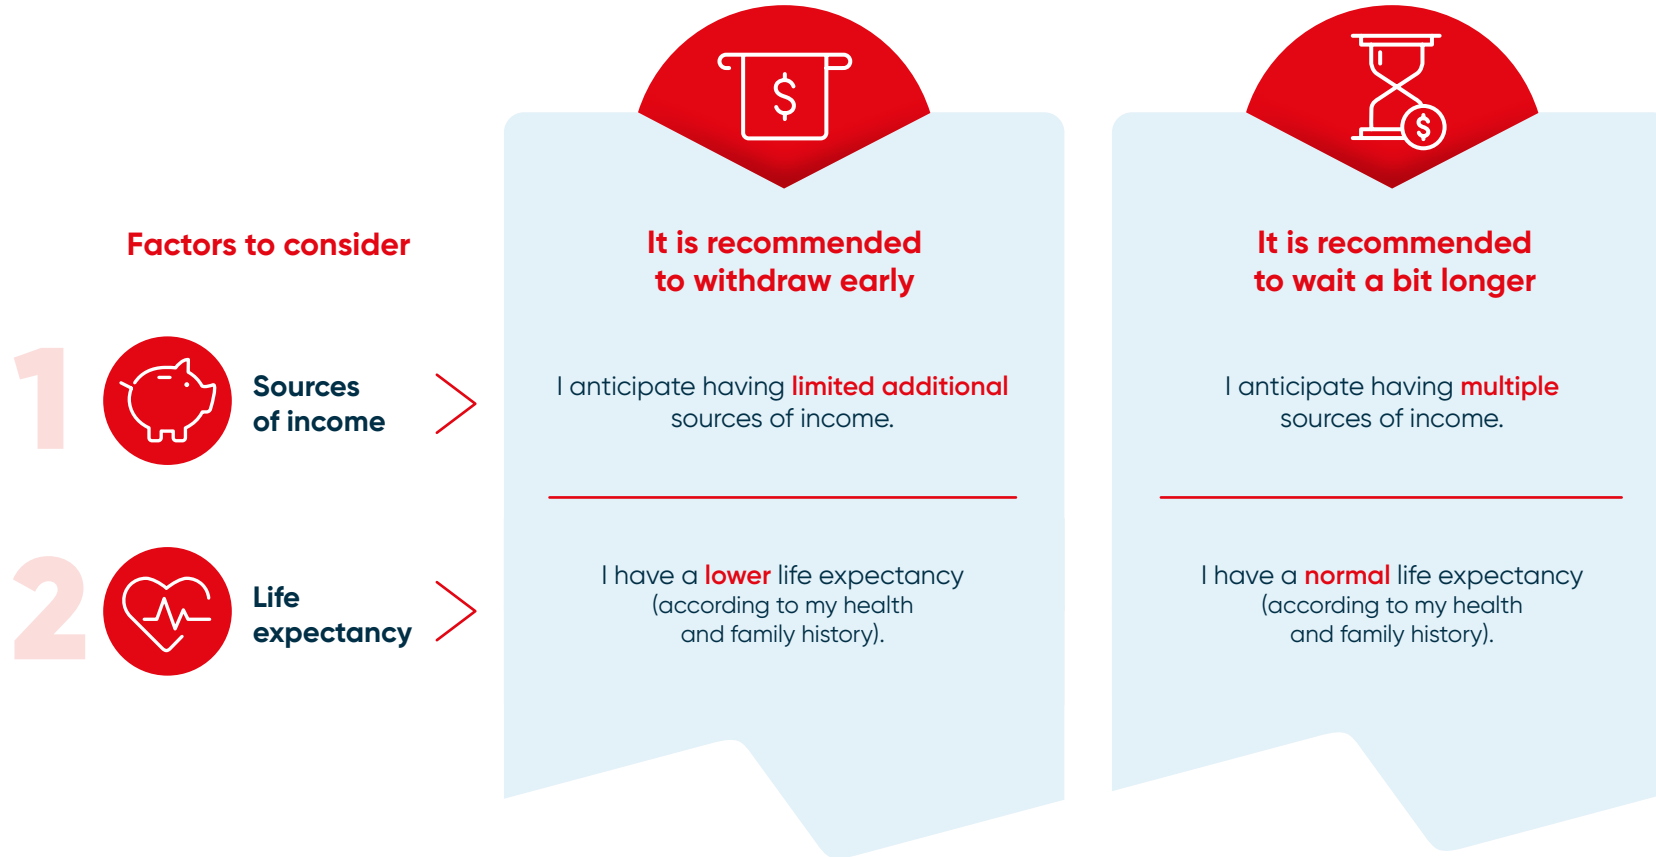 Factors to consider
It is recommended
to withdraw early
It is recommended
to wait a bit longer
1
Sources
of income
I anticipate having limited additional
sources of income.
I anticipate having multiple
sources of income.
2
Life
expectancy
I have a lower life expectancy
(according to my health
and family history).
I have a normal life expectancy
(according to my health
and family history).
$
$